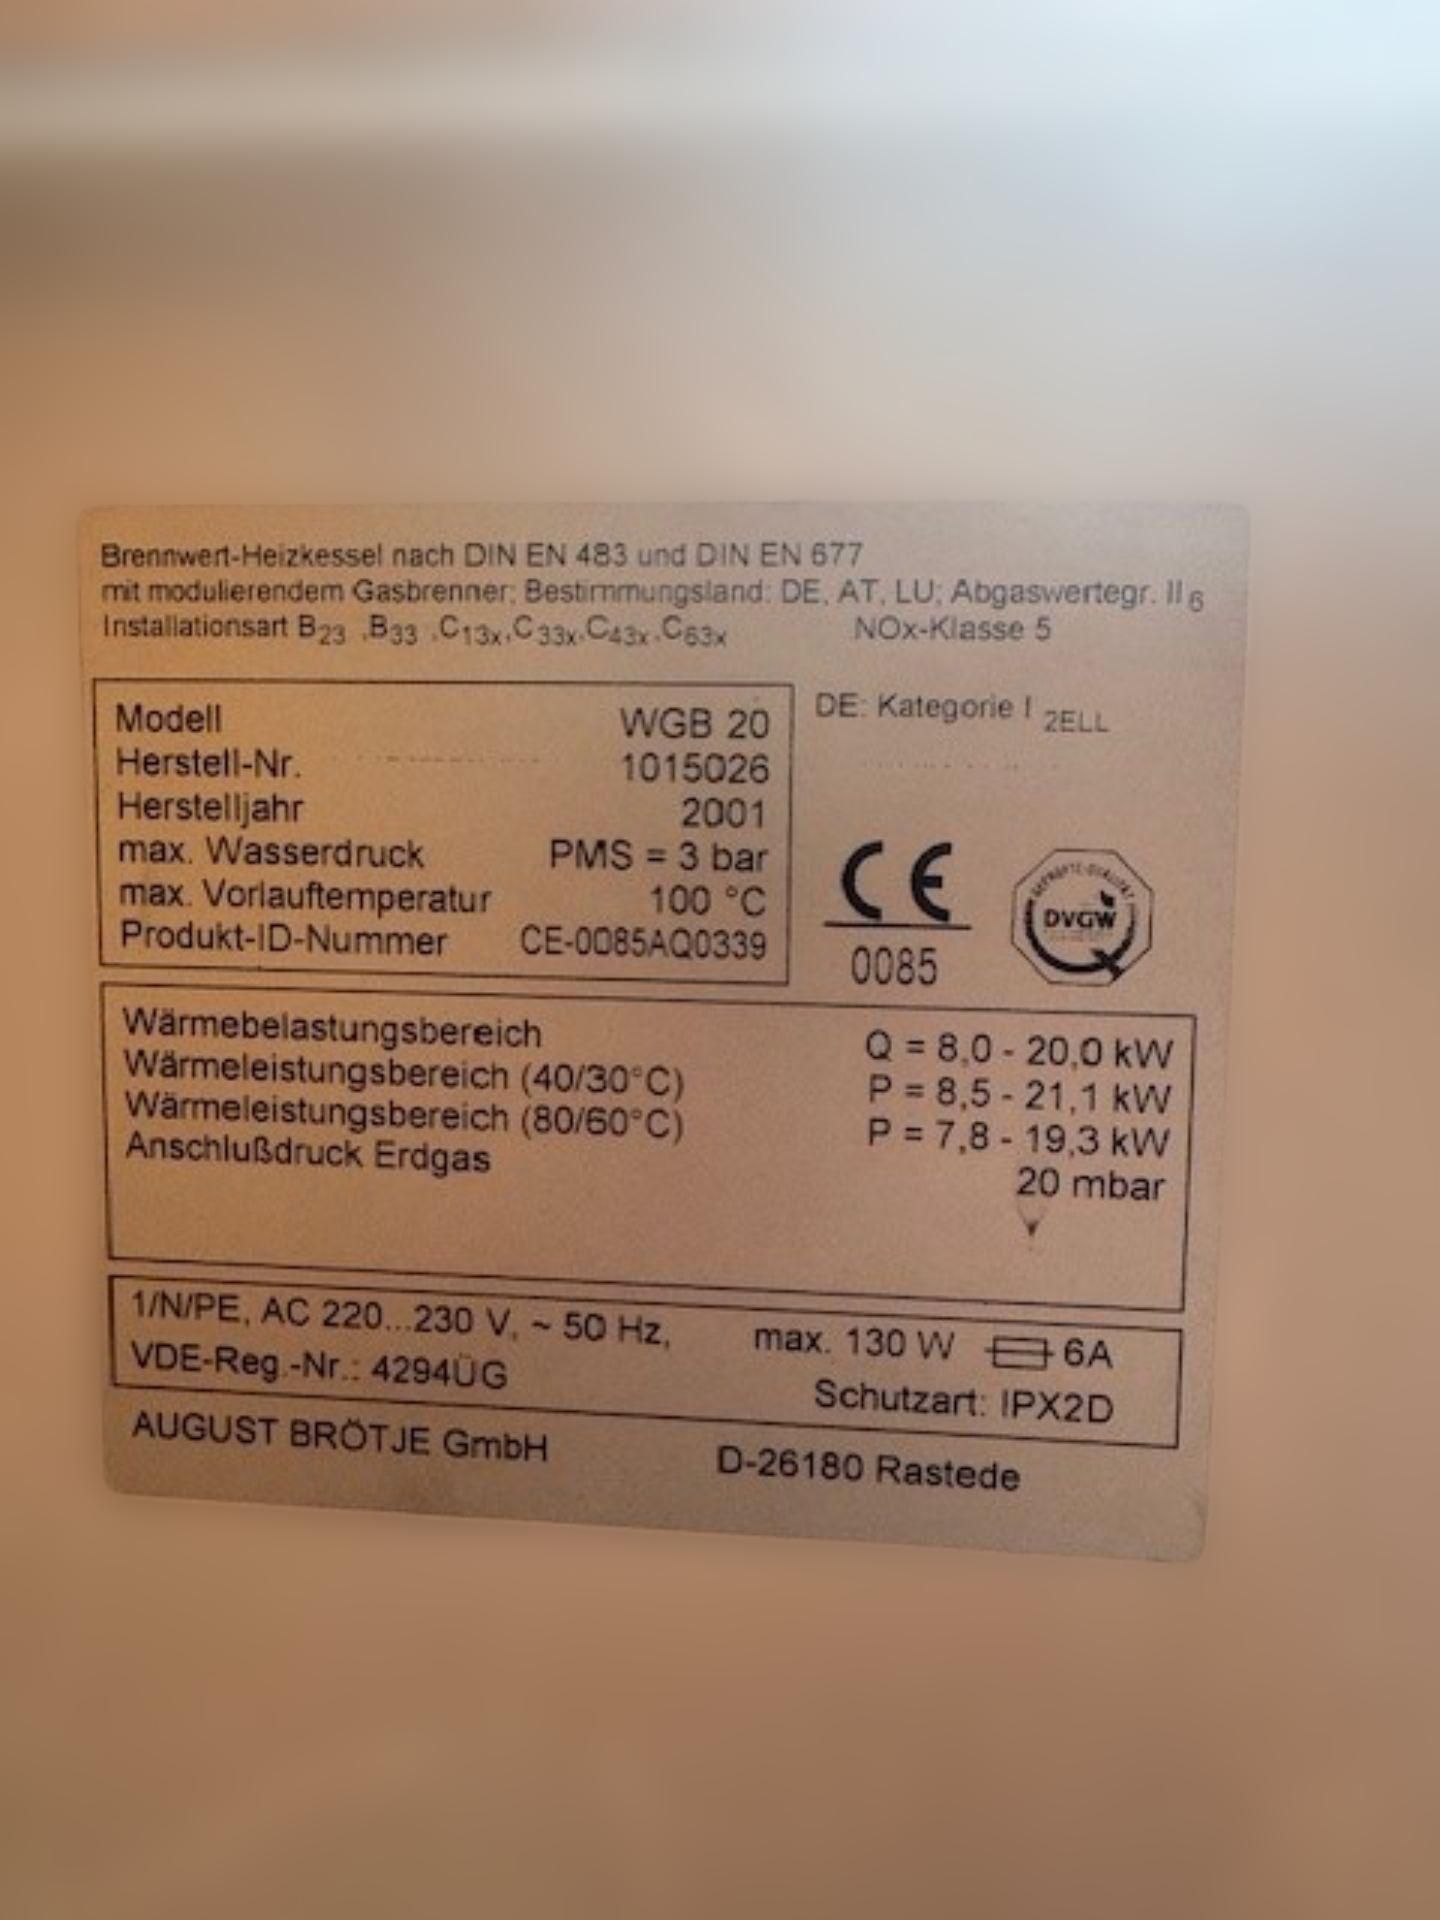 Brennwert-Heizkessel nach DIN EN 483 und DIN EN 677
mit modulierendem Gasbrenner; Bestimmungsland: DE, AT, LU; Abgaswertegr. II 6
Installationsart B23 ,B33 ,C13x,C33x,C43x,C63x NOx-Klasse 5
DE: Kategorie I 2ELL
Modell WGB 20
Herstell-Nr. 1015026
Herstelljahr 2001
max. Wasserdruck PMS = 3 bar
max. Vorlauftemperatur 100 °C
Produkt-ID-Nummer CE-0085AQ0339
CE
0085
GEPRÜFTE QUALITÄT
DVGW
Wärmebelastungsbereich Q = 8,0 - 20,0 kW
Wärmeleistungsbereich (40/30°C) P = 8,5 - 21,1 kW
Wärmeleistungsbereich (80/60°C) P = 7,8 - 19,3 kW
Anschlußdruck Erdgas 20 mbar
1/N/PE, AC 220...230 V, ~ 50 Hz, max. 130 W 6A
VDE-Reg.-Nr.: 4294ÜG Schutzart: IPX2D
AUGUST BRÖTJE GmbH D-26180 Rastede